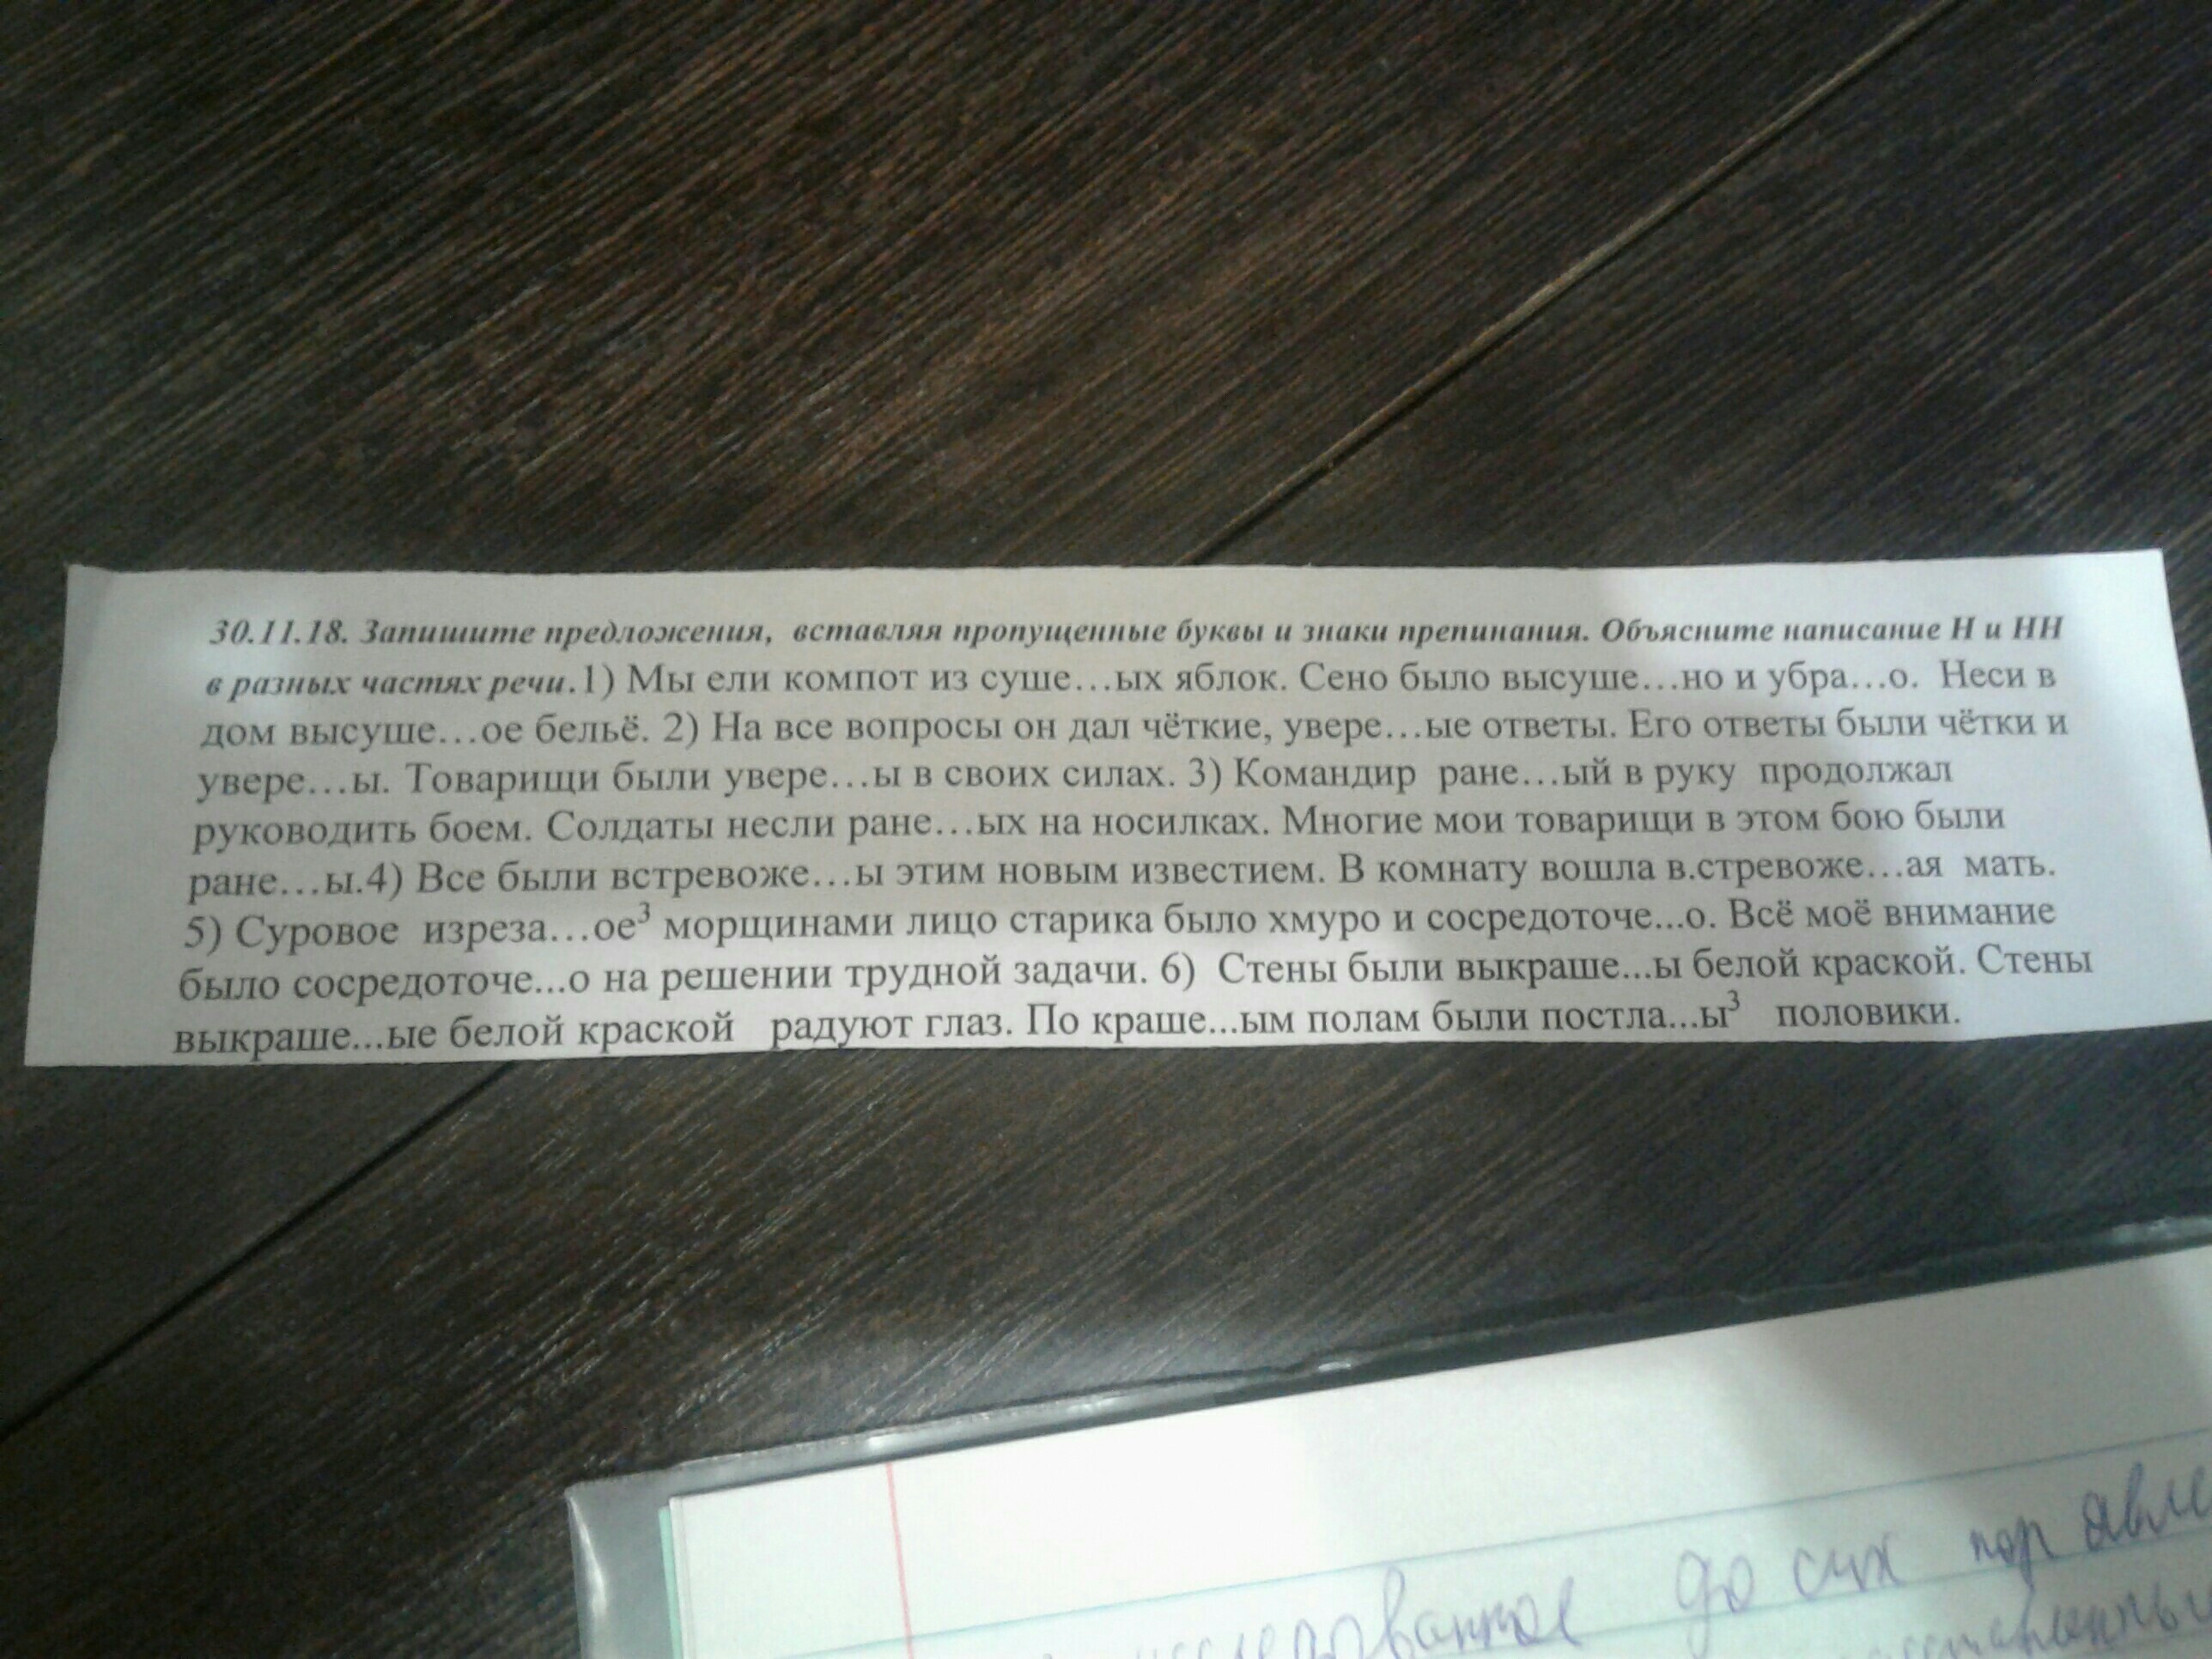 30.11.18. Запишите предложения, вставляя пропущенные буквы и знаки препинания. Объясните написание Н и НН
в разных частях речи.1) Мы ели компот из суше…ых яблок. Сено было высуше…но и убра…о. Неси в
дом высуше…ое бельё. 2) На все вопросы он дал чёткие, увере…ые ответы. Его ответы были чётки и
увере…ы. Товарищи были увере…ы в своих силах. 3) Командир ране…ый в руку продолжал
руководить боем. Солдаты несли ране…ых на носилках. Многие мои товарищи в этом бою были
ране…ы.4) Все были встревоже…ы этим новым известием. В комнату вошла в.стревоже…ая мать.
5) Суровое изреза…ое³ морщинами лицо старика было хмуро и сосредоточе...о. Всё моё внимание
было сосредоточе...о на решении трудной задачи. 6) Стены были выкраше...ы белой краской. Стены
выкраше...ые белой краской радуют глаз. По краше...ым полам были постла...ы³ половики.
до сих пор